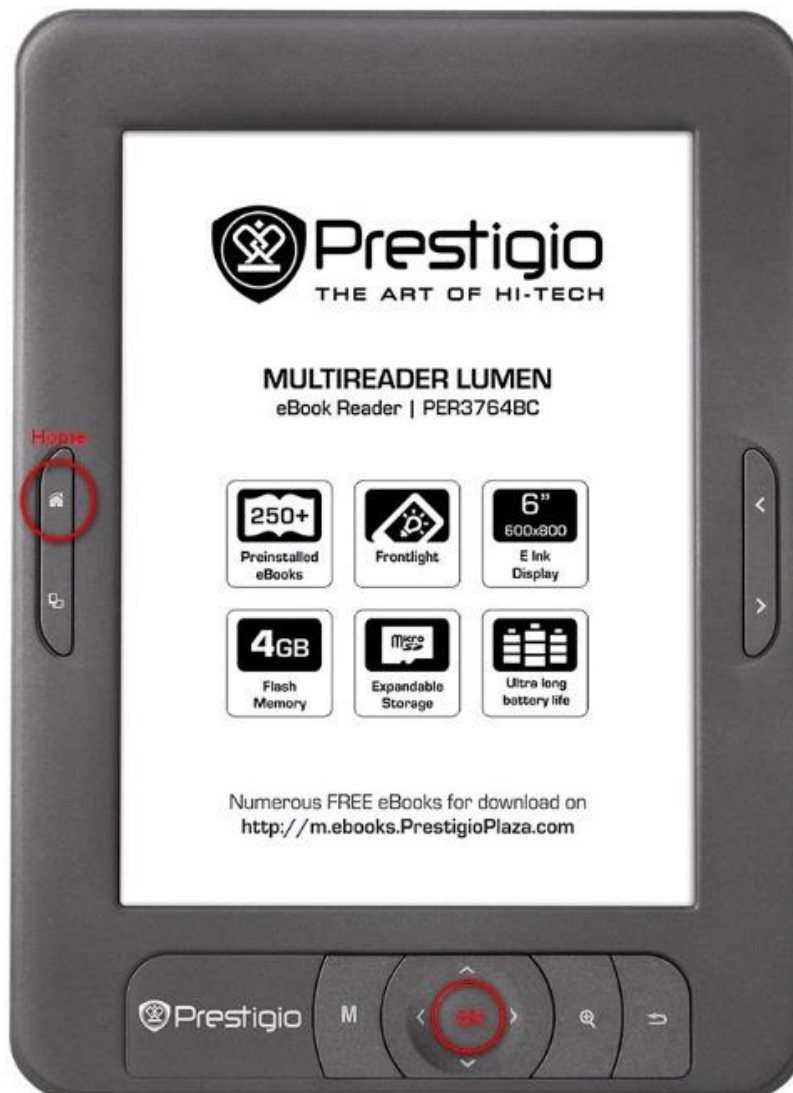 Prestigio
THE ART OF HI-TECH
MULTIREADER LUMEN
eBook Reader | PER3764BC
Home
250+
Preinstalled
eBooks
Frontlight
6”
600x800
E Ink
Display
4GB
Flash
Memory
Micro
SD
Expandable
Storage
Ultra long
battery life
Numerous FREE eBooks for download on
http://m.ebooks.PrestigioPlaza.com
Prestigio
M